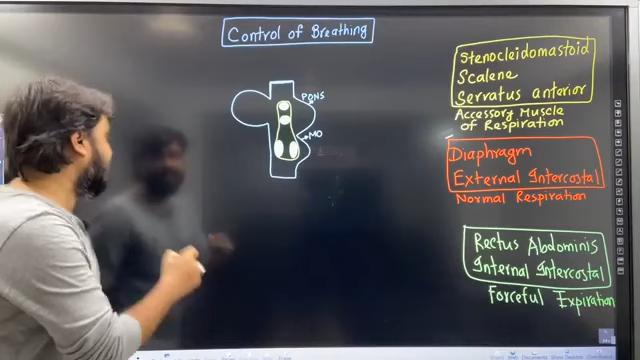 Control of Breathing
PONS
MO
Stenocleidomastoid
Scalene
Serratus anterior
Accessory Muscle
of Respiration
Diaphragm
External Intercostal
Normal Respiration
Rectus Abdominis
Internal Intercostal
Forceful Expiration